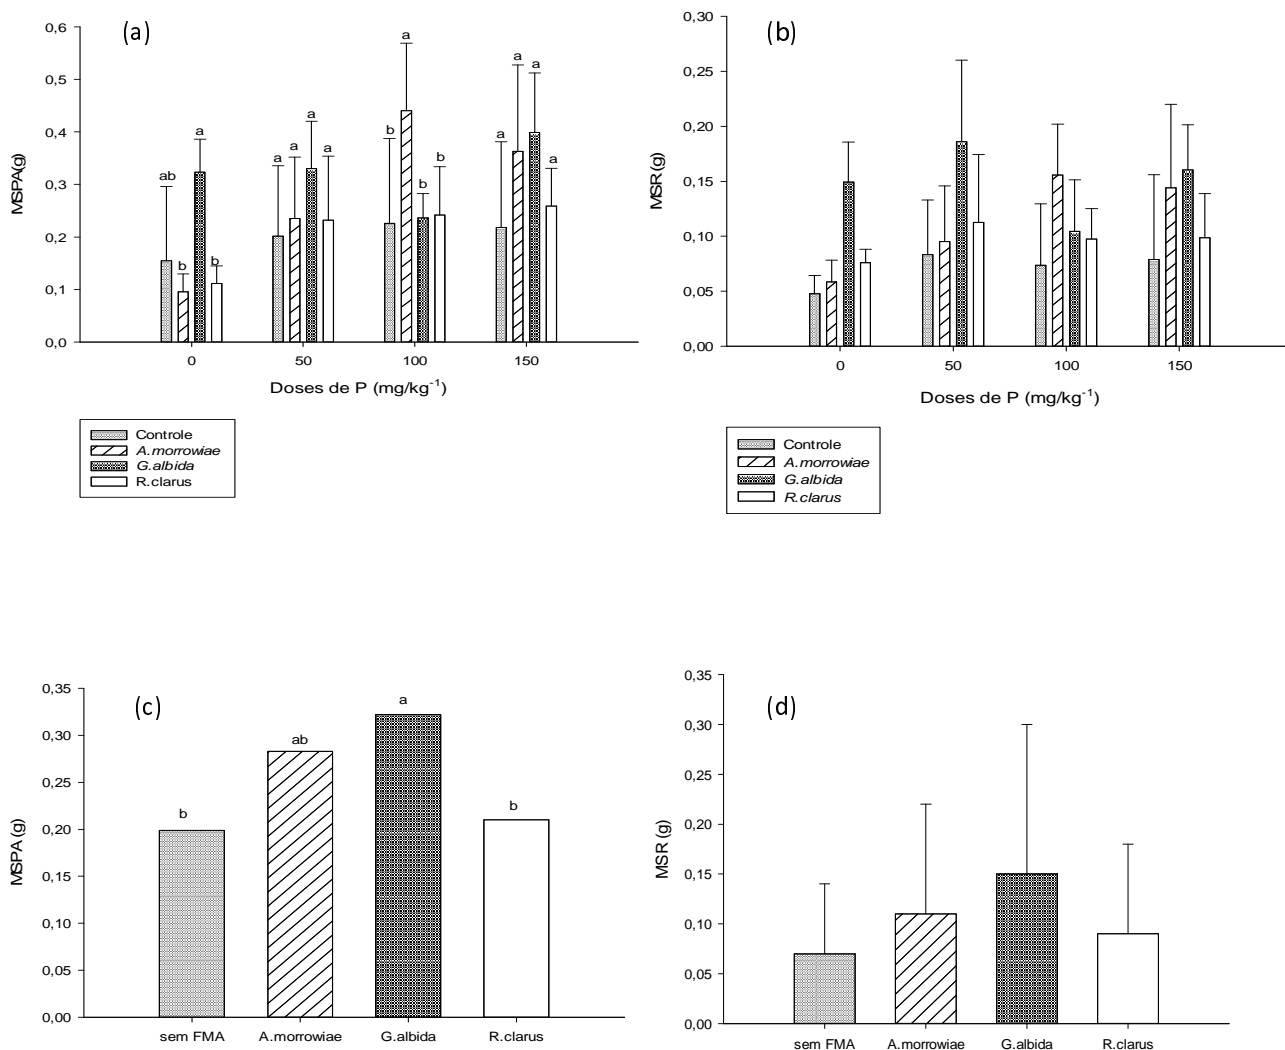 (a)
MSPA(g)
0,6
0,5
0,4
0,3
0,2
0,1
0,0
ab
b
a
b
a
a
a
a
b
a
b
b
a
a
a
a
0
50
100
150
Doses de P (mg/kg⁻¹)
Controle
A.morrowiae
G.albida
R.clarus
(b)
MSR (g)
0,30
0,25
0,20
0,15
0,10
0,05
0,00
0
50
100
150
Doses de P (mg/kg⁻¹)
Controle
A.morrowiae
G.albida
R.clarus
(c)
MSPA (g)
0,35
0,30
0,25
0,20
0,15
0,10
0,05
0,00
b
ab
a
b
sem FMA
A.morrowiae
G.albida
R.clarus
(d)
MSR (g)
0,35
0,30
0,25
0,20
0,15
0,10
0,05
0,00
sem FMA
A.morrowiae
G.albida
R.clarus